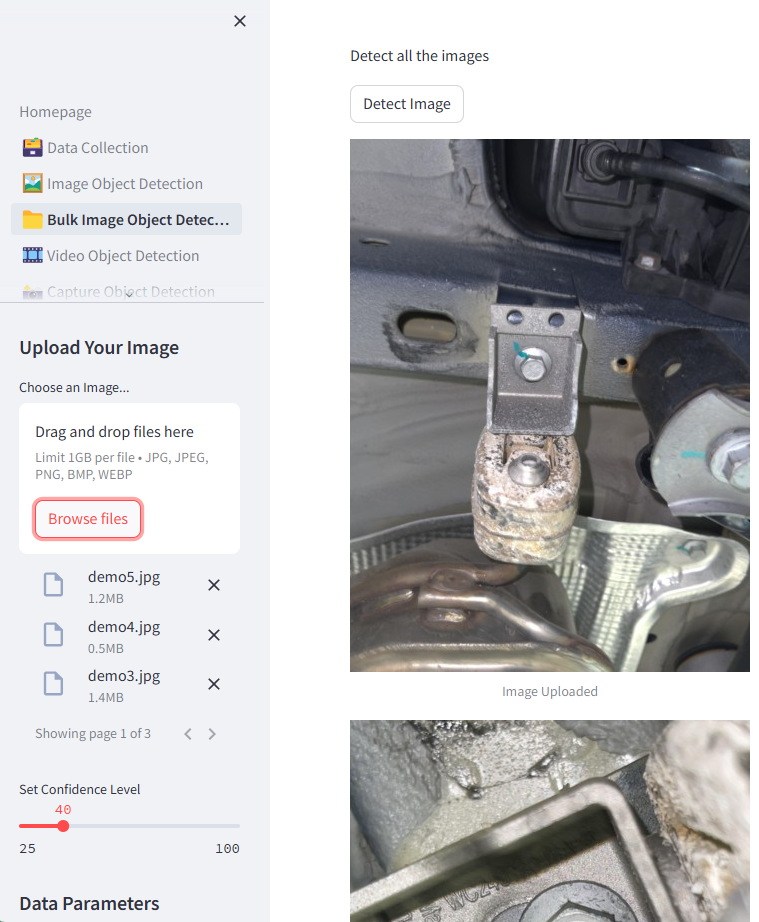 Homepage
Data Collection
Image Object Detection
Bulk Image Object Detec...
Video Object Detection
Capture Object Detection
Upload Your Image
Choose an Image...
Drag and drop files here
Limit 1GB per file • JPG, JPEG,
PNG, BMP, WEBP
Browse files
demo5.jpg
1.2MB
demo4.jpg
0.5MB
demo3.jpg
1.4MB
Showing page 1 of 3
Set Confidence Level
40
25 100
Data Parameters
Detect all the images
Detect Image
Image Uploaded